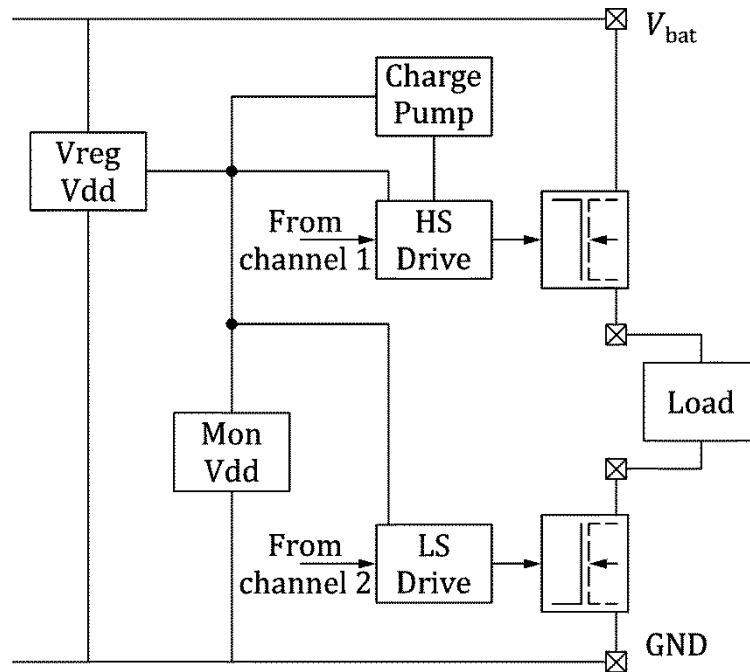 V_bat
Charge
Pump
Vreg
Vdd
From
channel 1
HS
Drive
Load
Mon
Vdd
From
channel 2
LS
Drive
GND